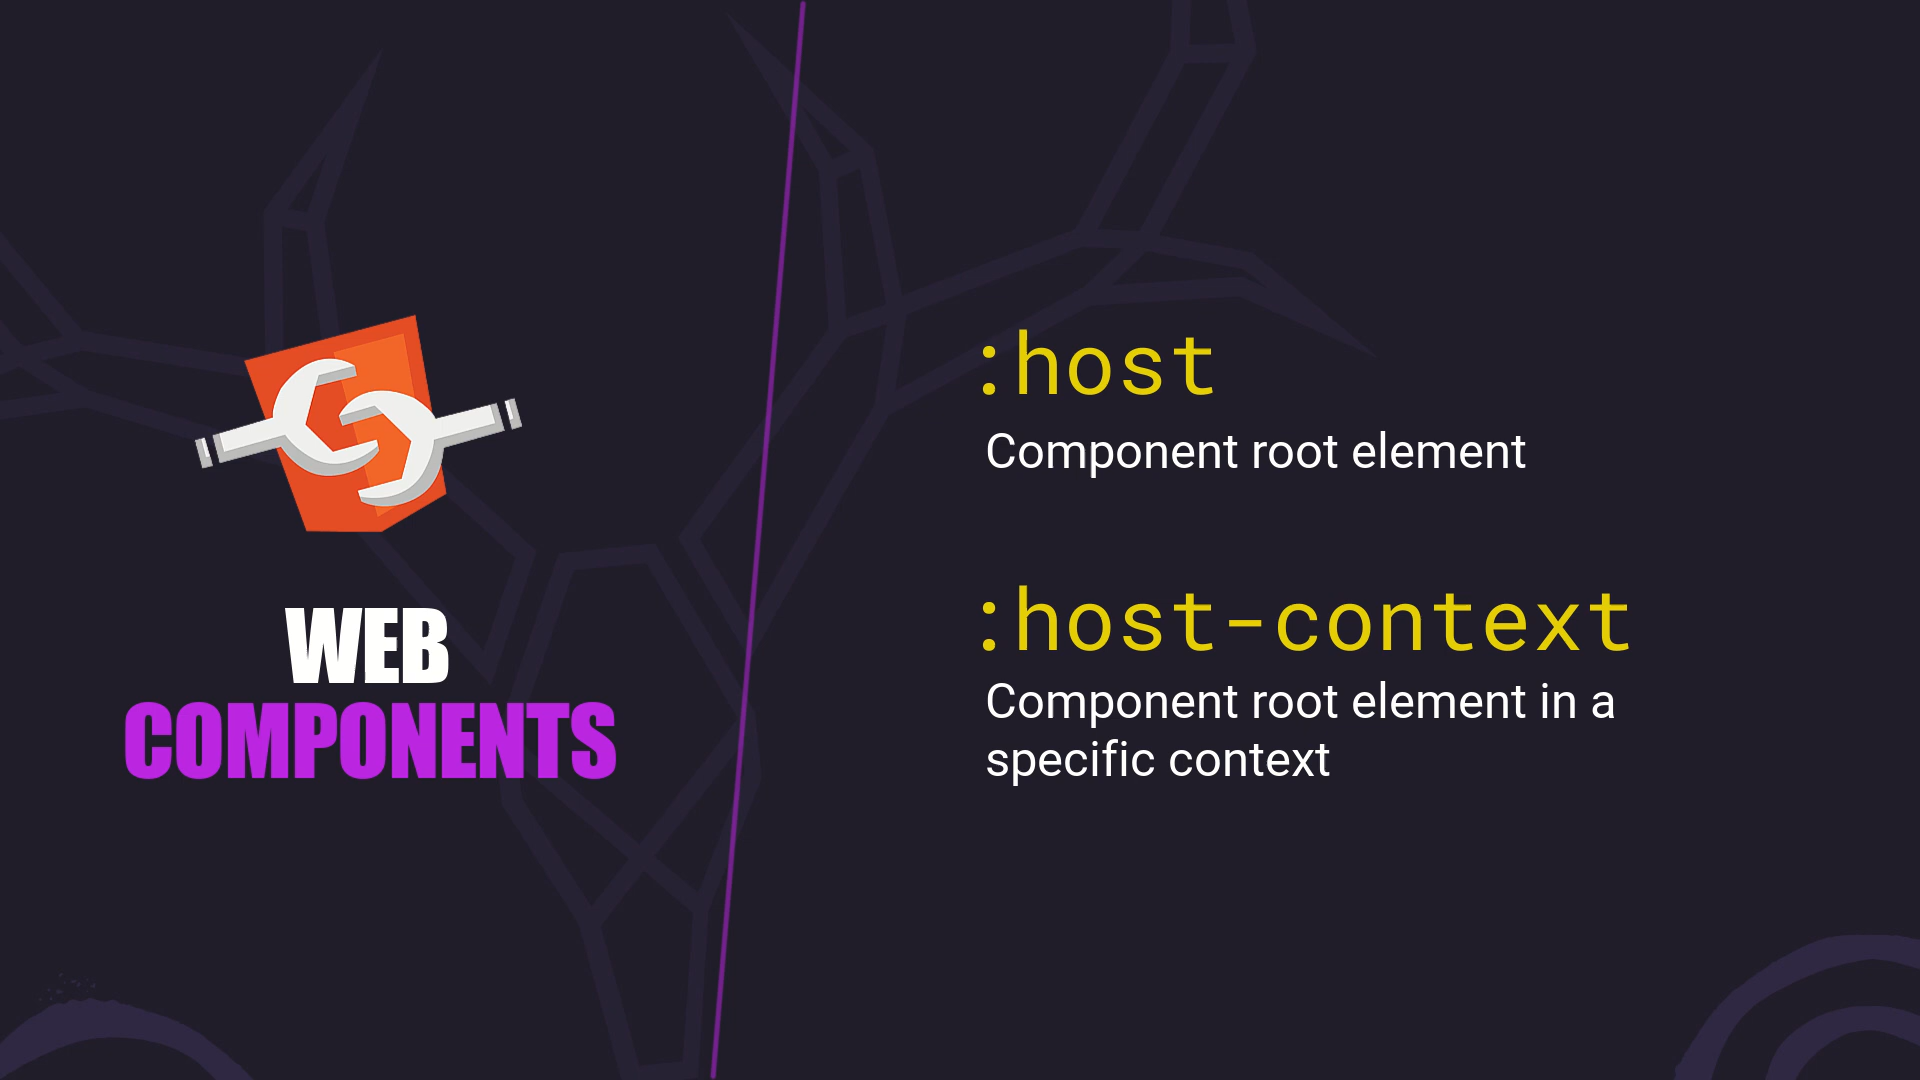 WEB
COMPONENTS
:host
Component root element
:host-context
Component root element in a
specific context